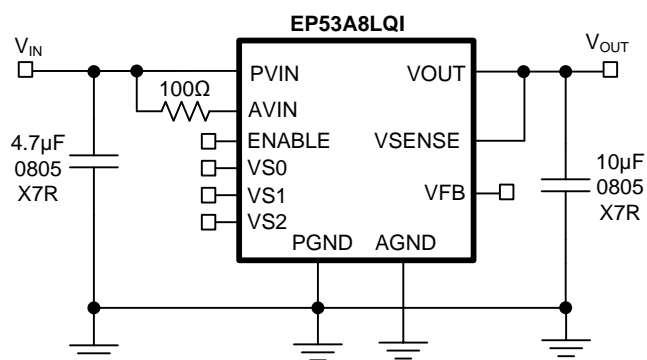 EP53A8LQI
VIN
VOUT
PVIN
VOUT
100Ω
AVIN
ENABLE
VSENSE
4.7µF
0805
X7R
10µF
0805
X7R
VS0
VS1
VFB
VS2
PGND
AGND